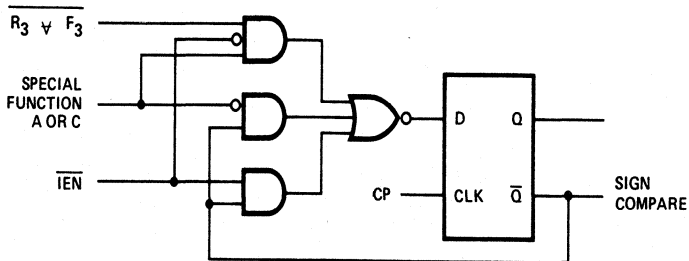 R3 ∀ F3
SPECIAL
FUNCTION
A OR C
IEN
D
Q
CP
CLK
Q
SIGN
COMPARE